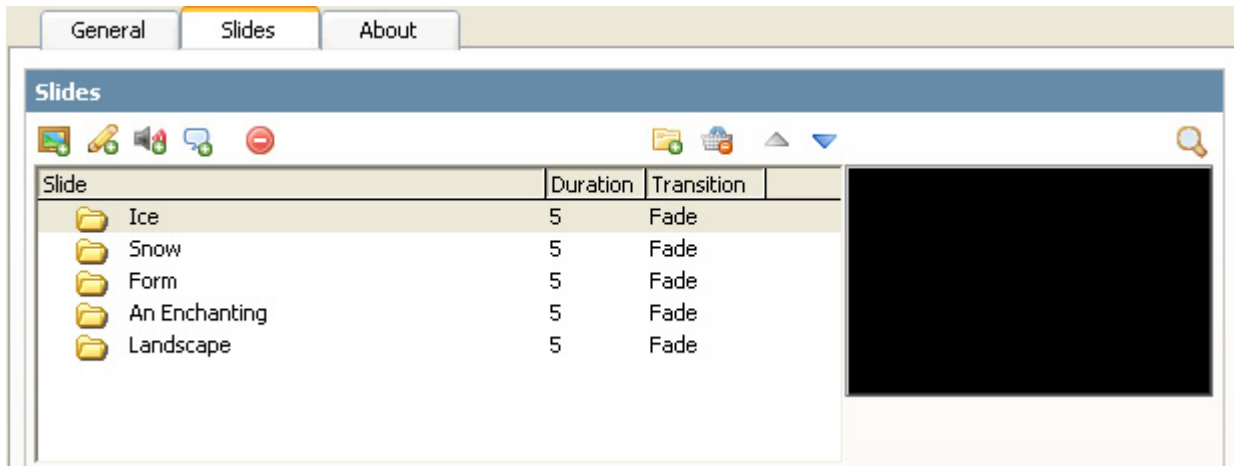 General Slides About
Slides
Slide Duration Transition
Ice 5 Fade
Snow 5 Fade
Form 5 Fade
An Enchanting 5 Fade
Landscape 5 Fade